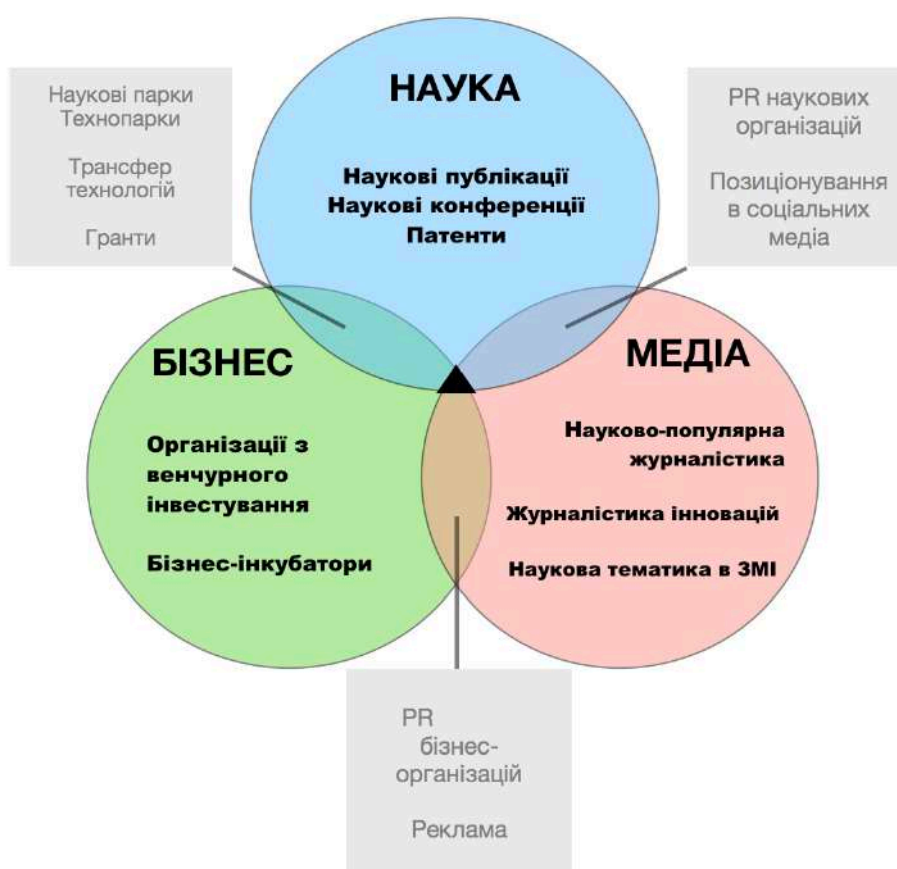 НАУКА
Наукові публікації
Наукові конференції
Патенти
Наукові парки
Технопарки
Трансфер
технологій
Гранти
PR наукових
організацій
Позиціонування
в соціальних
медіа
БІЗНЕС
Організації з
венчурного
інвестування
Бізнес-інкубатори
МЕДІА
Науково-популярна
журналістика
Журналістика інновацій
Наукова тематика в ЗМІ
PR
бізнес-
організацій
Реклама